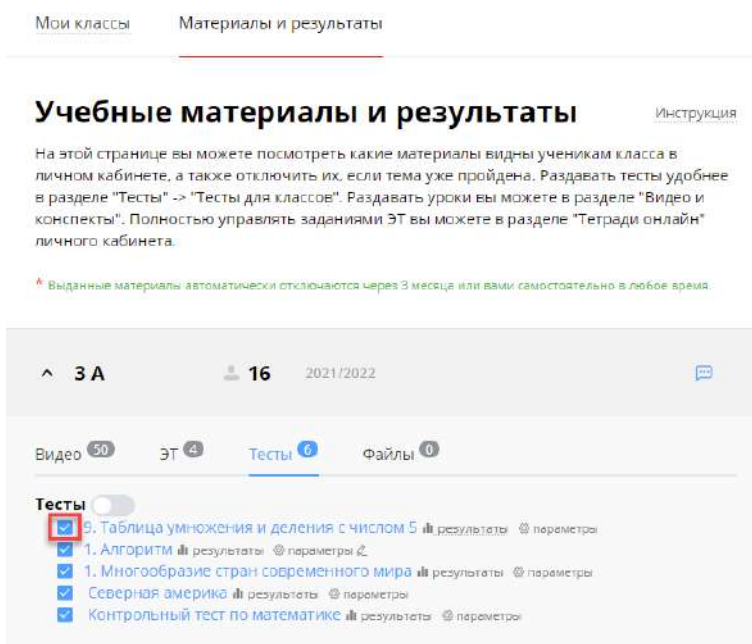 Мои классы Материалы и результаты
Учебные материалы и результаты Инструкция
На этой странице вы можете посмотреть какие материалы видны ученикам класса в
личном кабинете, а также отключить их, если тема уже пройдена. Раздавать тесты удобнее
в разделе "Тесты" -> "Тесты для классов". Раздавать уроки вы можете в разделе "Видео и
конспекты". Полностью управлять заданиями ЭТ вы можете в разделе "Тетради онлайн"
личного кабинета.
* Выданные материалы автоматически отключаются через 3 месяца или вами самостоятельно в любое время.
3 А 16 2021/2022
Видео 50 ЭТ 4 Тесты 6 Файлы 0
Тесты
9. Таблица умножения и деления с числом 5 результаты параметры
1. Алгоритм результаты параметры
1. Многообразие стран современного мира результаты параметры
Северная америка результаты параметры
Контрольный тест по математике результаты параметры